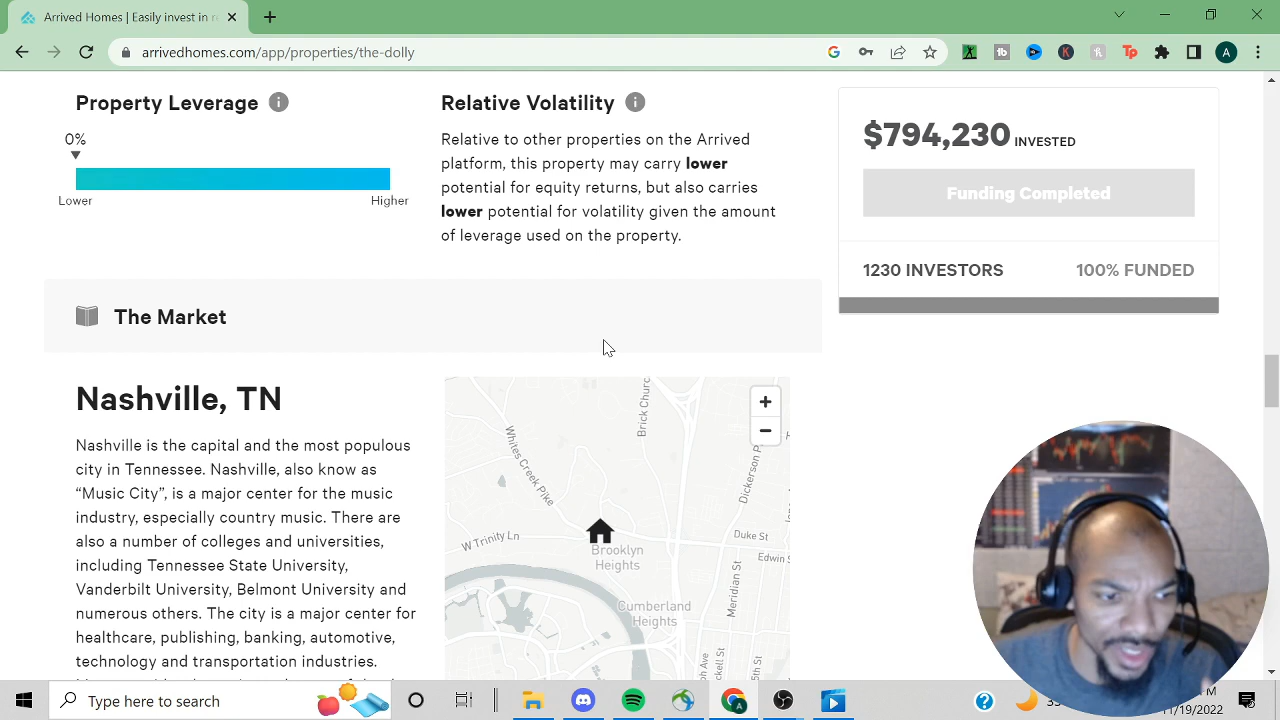 Arrived Homes | Easily invest in
arrivedhomes.com/app/properties/the-dolly
A
Property Leverage
0%
Lower
Higher
Relative Volatility
Relative to other properties on the Arrived
platform, this property may carry lower
potential for equity returns, but also carries
lower potential for volatility given the amount
of leverage used on the property.
$794,230 INVESTED
Funding Completed
1230 INVESTORS
100% FUNDED
The Market
Nashville, TN
Nashville is the capital and the most populous
city in Tennessee. Nashville, also know as
“Music City”, is a major center for the music
industry, especially country music. There are
also a number of colleges and universities,
including Tennessee State University,
Vanderbilt University, Belmont University and
numerous others. The city is a major center for
healthcare, publishing, banking, automotive,
technology and transportation industries.
Brick Churc
Whites Creek Pike
Dickerson P
W Trinity Ln
Brooklyn
Heights
Duke St
Edwin S
Meridian St
Cumberland
Heights
5th St
Type here to search
11/19/2022